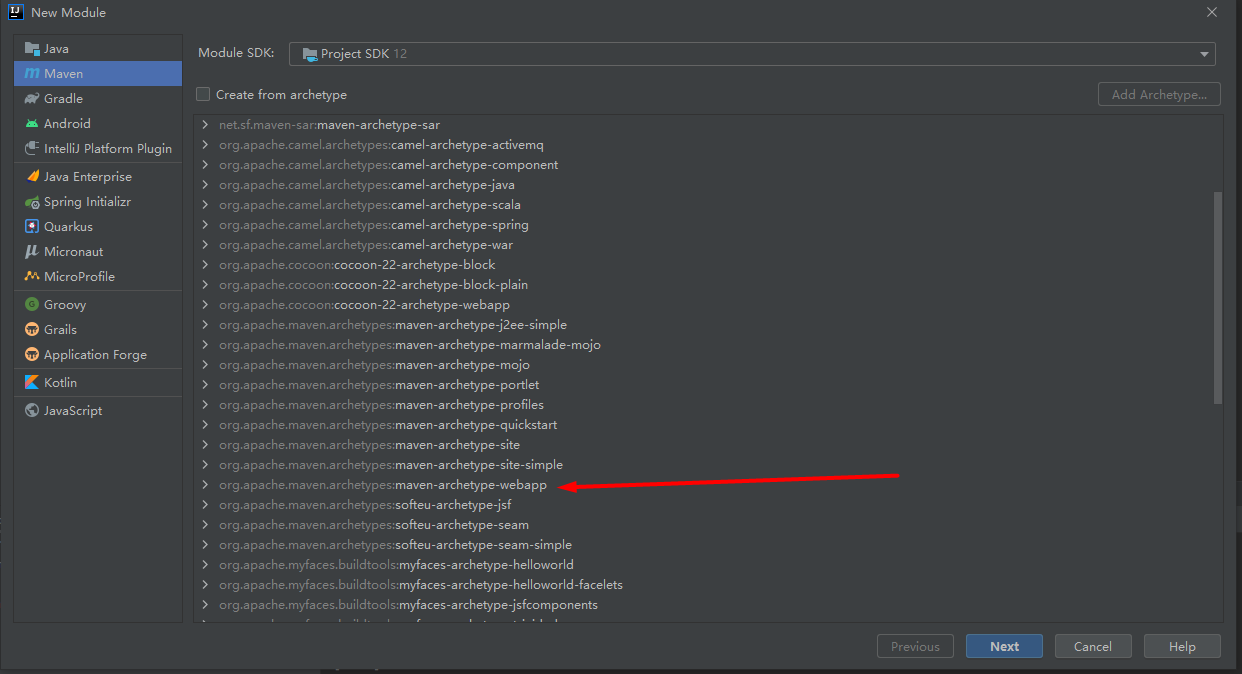 New Module
Java
Maven
Gradle
Android
IntelliJ Platform Plugin
Java Enterprise
Spring Initializr
Quarkus
Micronaut
MicroProfile
Groovy
Grails
Application Forge
Kotlin
JavaScript
Module SDK: Project SDK 12
Create from archetype Add Archetype...
net.sf.maven-sar:maven-archetype-sar
org.apache.camel.archetypes:camel-archetype-activemq
org.apache.camel.archetypes:camel-archetype-component
org.apache.camel.archetypes:camel-archetype-java
org.apache.camel.archetypes:camel-archetype-scala
org.apache.camel.archetypes:camel-archetype-spring
org.apache.camel.archetypes:camel-archetype-war
org.apache.cocoon:cocoon-22-archetype-block
org.apache.cocoon:cocoon-22-archetype-block-plain
org.apache.cocoon:cocoon-22-archetype-webapp
org.apache.maven.archetypes:maven-archetype-j2ee-simple
org.apache.maven.archetypes:maven-archetype-marmalade-mojo
org.apache.maven.archetypes:maven-archetype-mojo
org.apache.maven.archetypes:maven-archetype-portlet
org.apache.maven.archetypes:maven-archetype-profiles
org.apache.maven.archetypes:maven-archetype-quickstart
org.apache.maven.archetypes:maven-archetype-site
org.apache.maven.archetypes:maven-archetype-site-simple
org.apache.maven.archetypes:maven-archetype-webapp
org.apache.maven.archetypes:softeu-archetype-jsf
org.apache.maven.archetypes:softeu-archetype-seam
org.apache.maven.archetypes:softeu-archetype-seam-simple
org.apache.myfaces.buildtools:myfaces-archetype-helloworld
org.apache.myfaces.buildtools:myfaces-archetype-helloworld-facelets
org.apache.myfaces.buildtools:myfaces-archetype-jsfcomponents
Previous Next Cancel Help